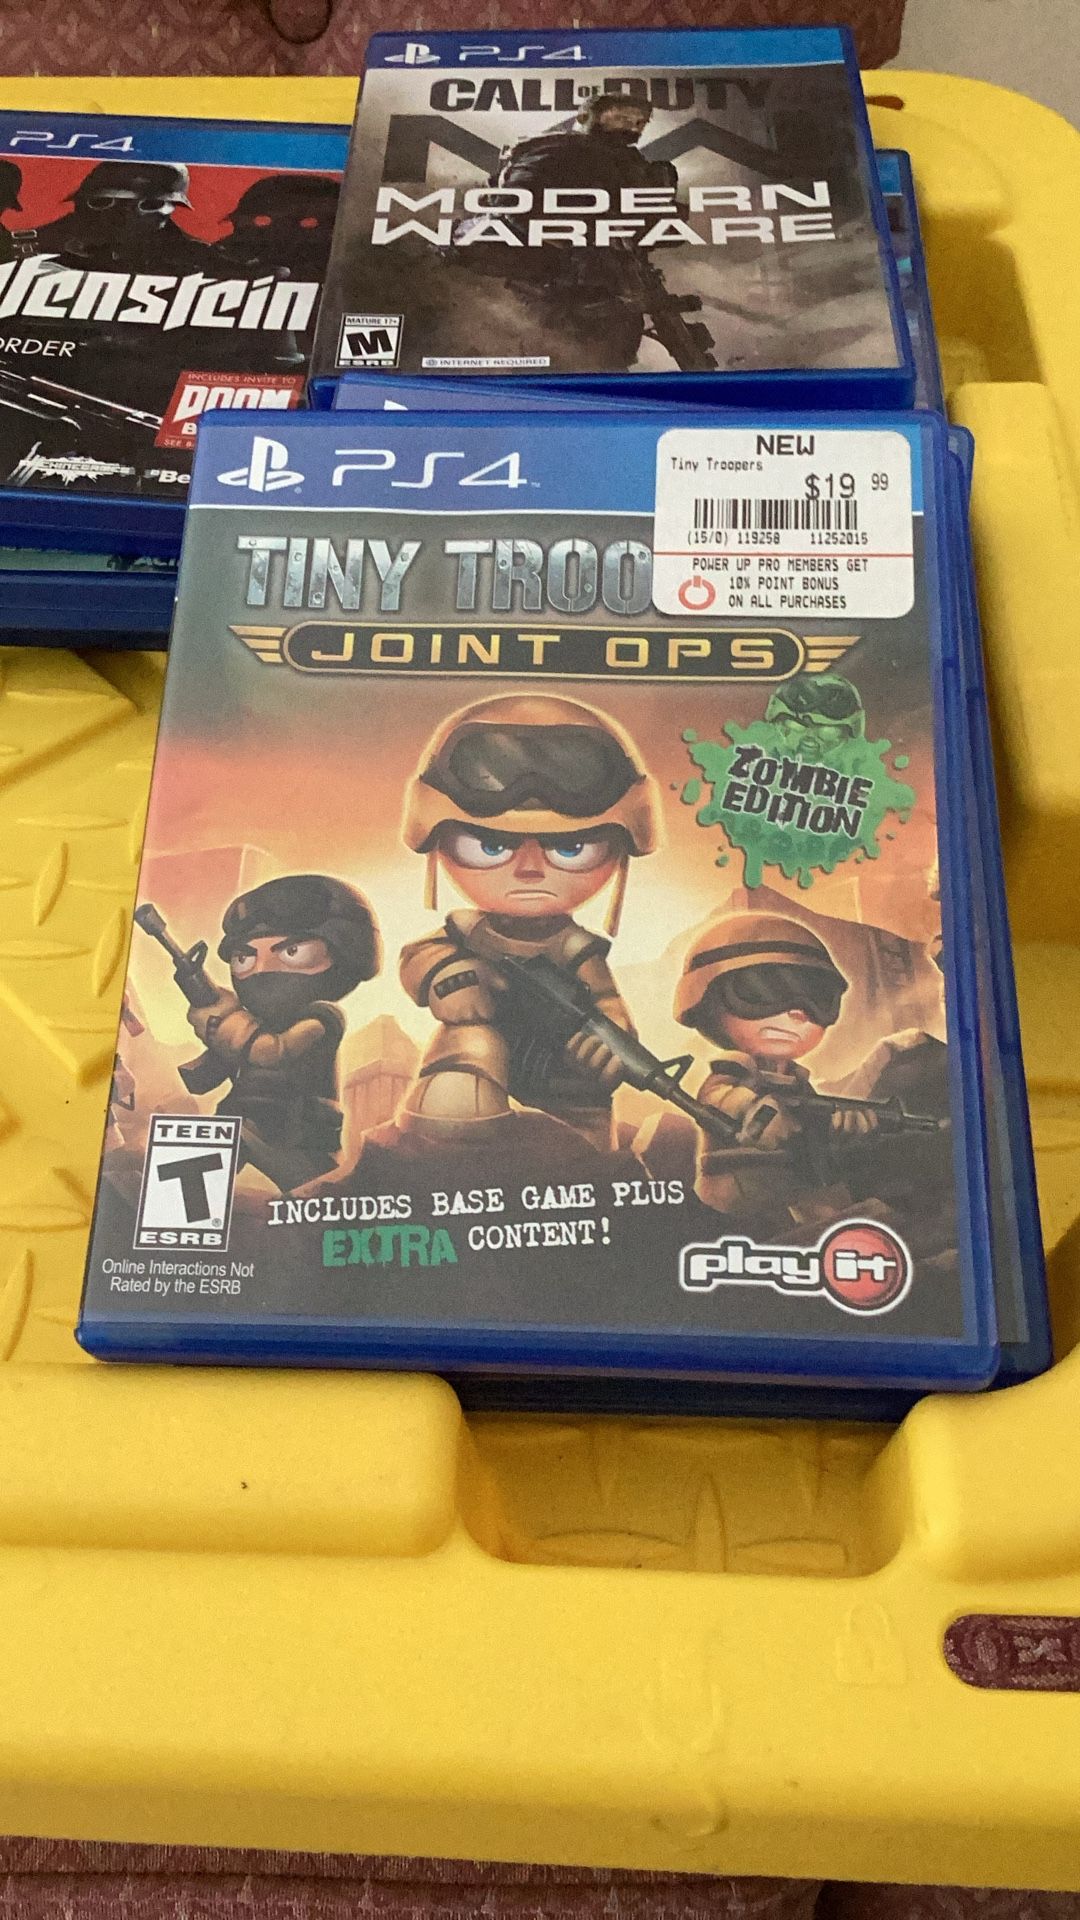 PS4
CALL OF DUTY
MODERN
WARFARE
MATURE 17+
M
ESRB
INTERNET REQUIRED
PS4
lfenstein
ORDER
INCLUDES INVITE TO
DOOM
B
"Be
PS4
NEW
Tiny Troopers
$19 99
(15/0) 119258 11252015
POWER UP PRO MEMBERS GET
10% POINT BONUS
ON ALL PURCHASES
TINY TROO
JOINT OPS
ZOMBIE
EDITION
TEEN
T
ESRB
Online Interactions Not
Rated by the ESRB
INCLUDES BASE GAME PLUS
EXTRA CONTENT!
play it